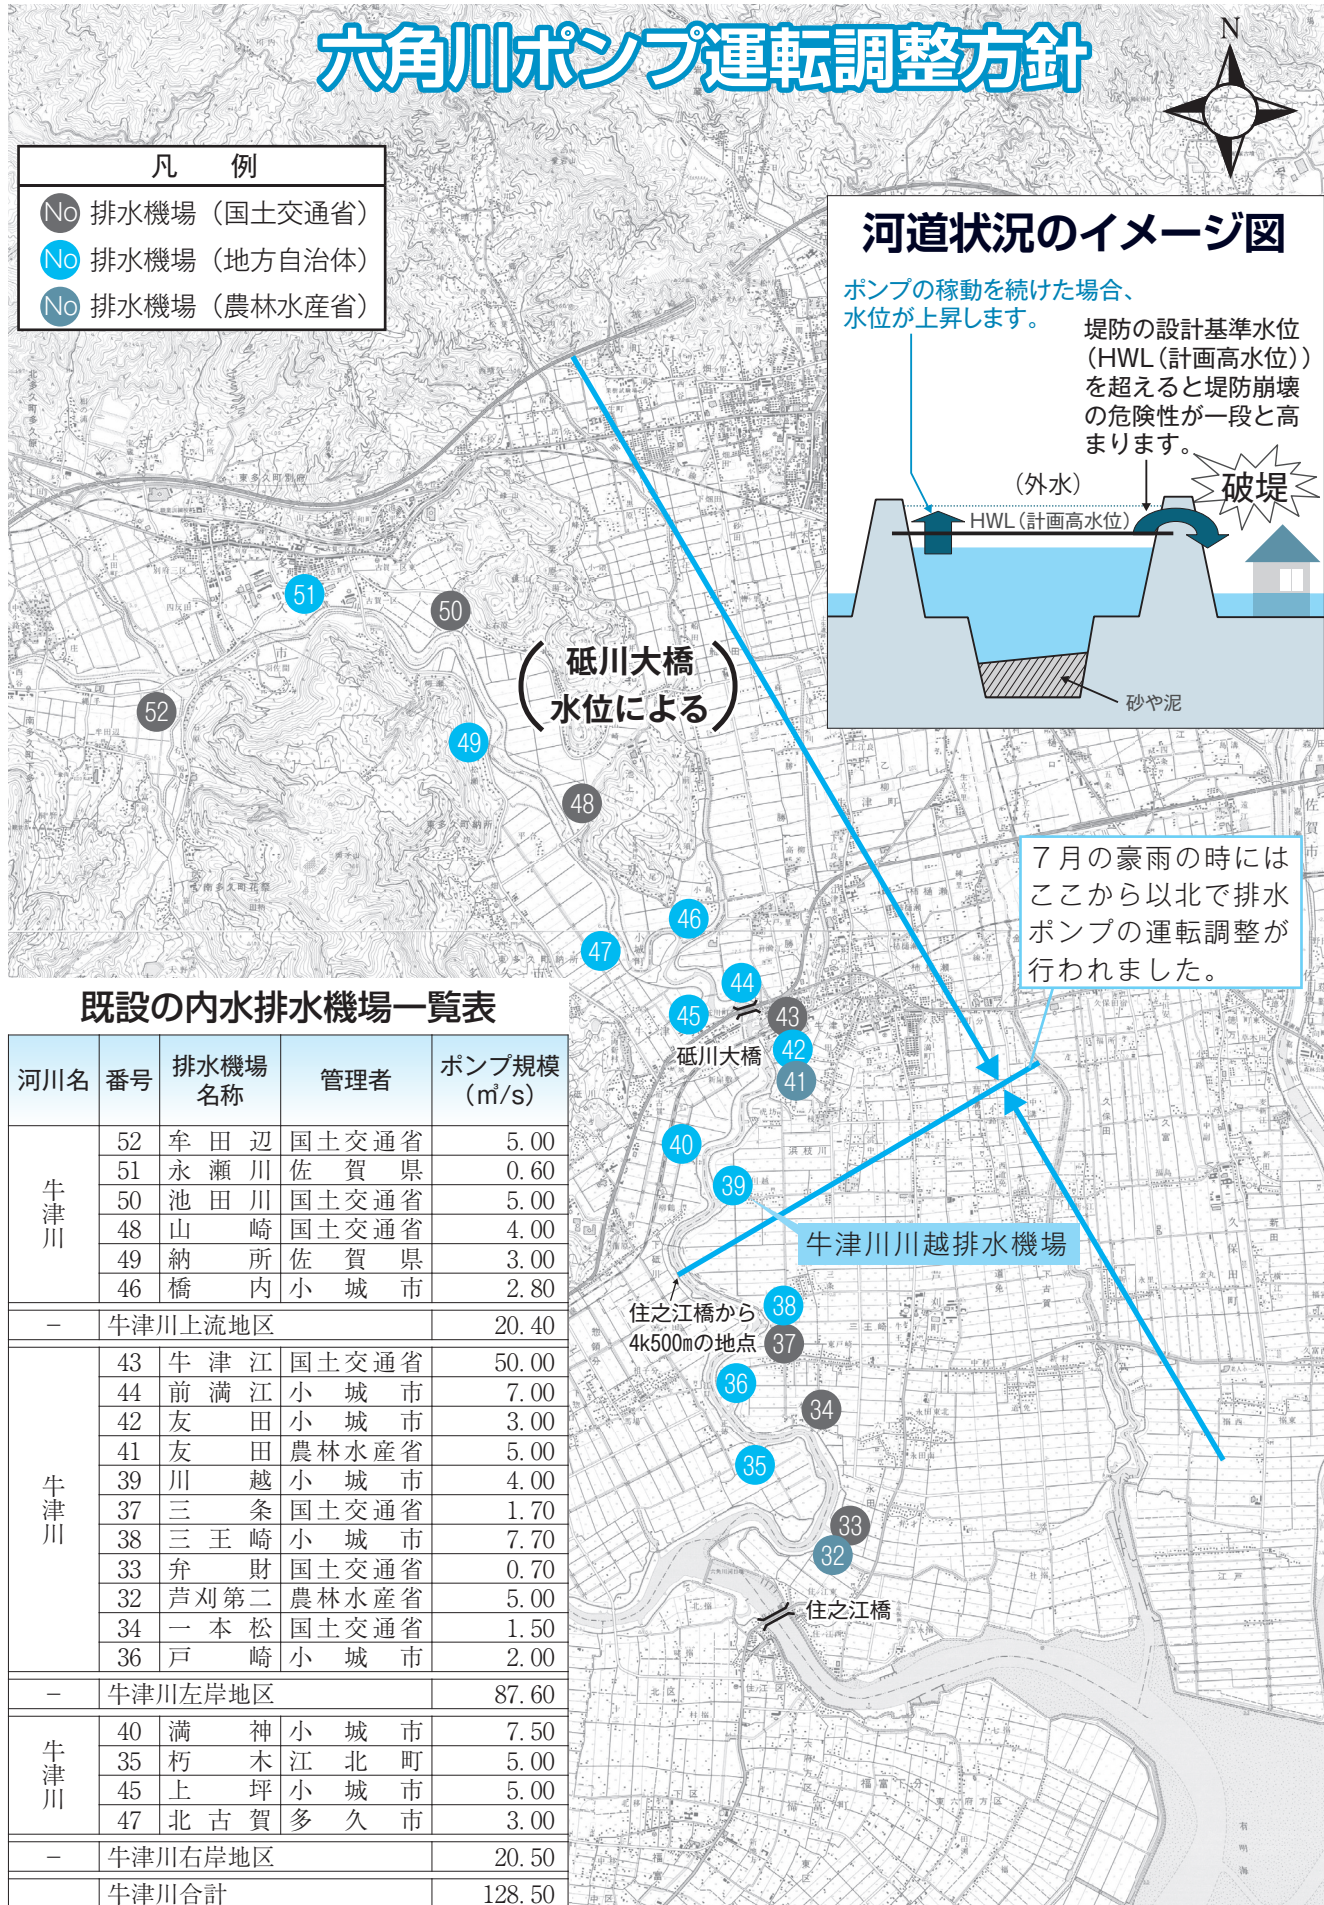 六角川ポンプ運転調整方針
N
凡 例
No 排水機場（国土交通省）
No 排水機場（地方自治体）
No 排水機場（農林水産省）
河道状況のイメージ図
ポンプの稼動を続けた場合、
水位が上昇します。
堤防の設計基準水位
（HWL（計画高水位））
を超えると堤防崩壊
の危険性が一段と高
まります。
（外水）
破堤
HWL（計画高水位）
砂や泥
51
50
52
49
48
（砥川大橋
水位による）
46
47
44
45
43
42
41
砥川大橋
40
39
７月の豪雨の時には
ここから以北で排水
ポンプの運転調整が
行われました。
牛津川川越排水機場
住之江橋から
4k500mの地点
38
37
36
34
35
33
32
住之江橋
既設の内水排水機場一覧表
河川名 番号 排水機場名称 管理者 ポンプ規模（㎥/s）
牛津川
52 牟田辺 国土交通省 5.00
51 永瀬川 佐賀県 0.60
50 池田川 国土交通省 5.00
48 山崎 国土交通省 4.00
49 納所 佐賀県 3.00
46 橋内 小城市 2.80
－ 牛津川上流地区 20.40
牛津川
43 牛津江 国土交通省 50.00
44 前満江 小城市 7.00
42 友田 小城市 3.00
41 友田 農林水産省 5.00
39 川越 小城市 4.00
37 三条 国土交通省 1.70
38 三王崎 小城市 7.70
33 弁財 国土交通省 0.70
32 芦刈第二 農林水産省 5.00
34 一本松 国土交通省 1.50
36 戸崎 小城市 2.00
－ 牛津川左岸地区 87.60
牛津川
40 満神 小城市 7.50
35 朽木 江北町 5.00
45 上坪 小城市 5.00
47 北古賀 多久市 3.00
－ 牛津川右岸地区 20.50
牛津川合計 128.50